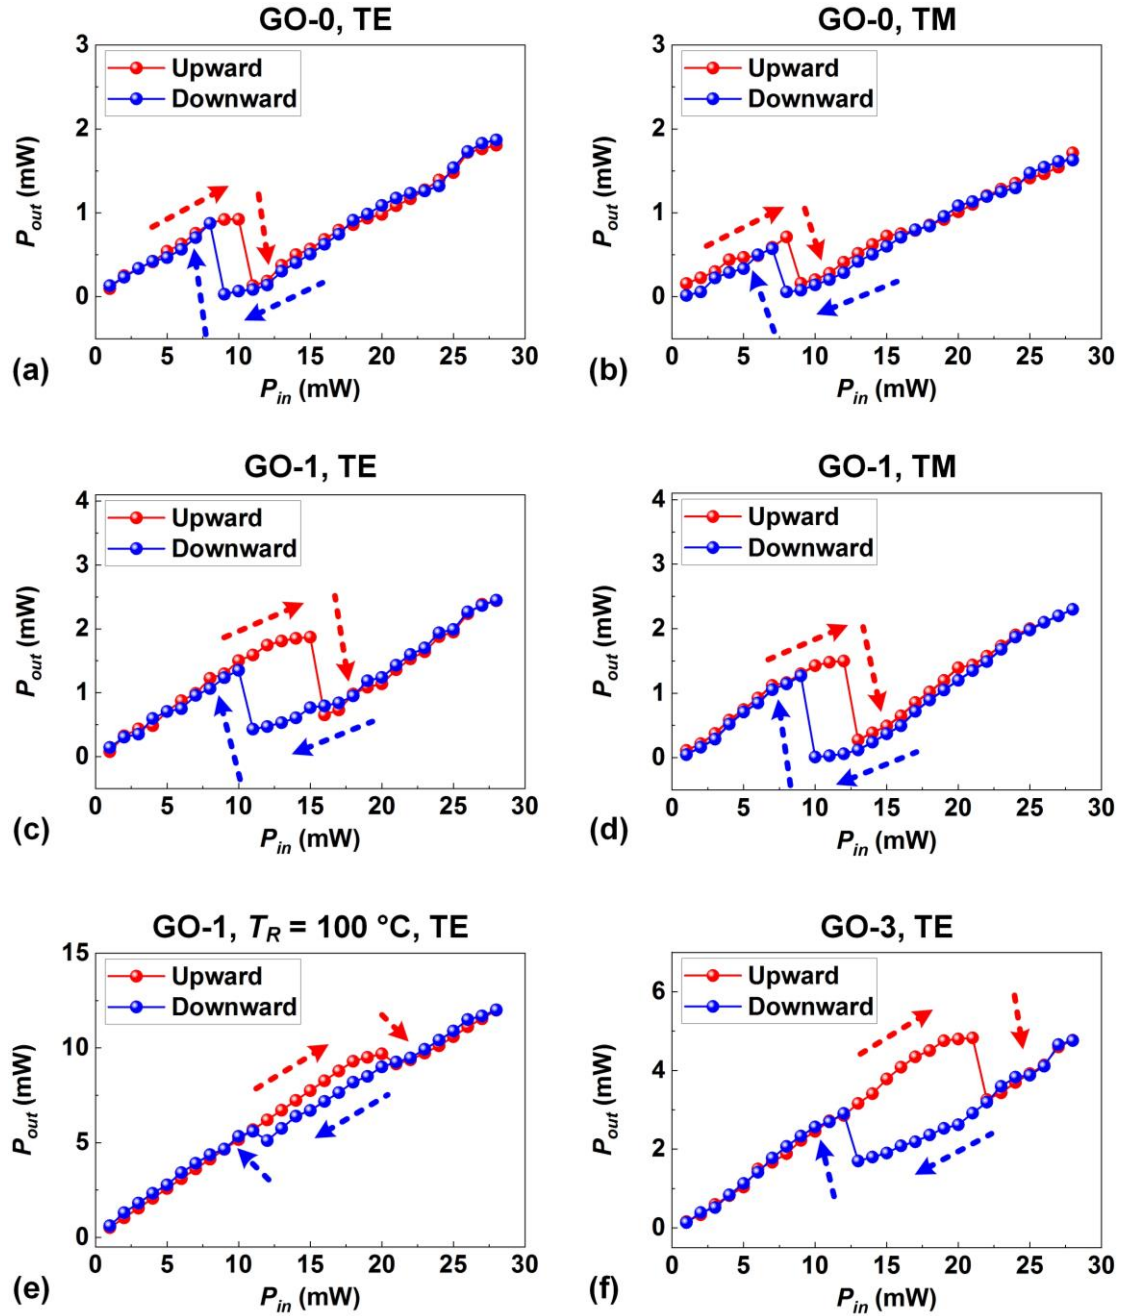 GO-0, TE
3
2
1
0
P_out (mW)
Upward
Downward
0 5 10 15 20 25 30
(a)
P_in (mW)
GO-0, TM
3
2
1
0
P_out (mW)
Upward
Downward
0 5 10 15 20 25 30
(b)
P_in (mW)
GO-1, TE
4
3
2
1
0
P_out (mW)
Upward
Downward
0 5 10 15 20 25 30
(c)
P_in (mW)
GO-1, TM
4
3
2
1
0
P_out (mW)
Upward
Downward
0 5 10 15 20 25 30
(d)
P_in (mW)
GO-1, T_R = 100 °C, TE
15
10
5
0
P_out (mW)
Upward
Downward
0 5 10 15 20 25 30
(e)
P_in (mW)
GO-3, TE
6
4
2
0
P_out (mW)
Upward
Downward
0 5 10 15 20 25 30
(f)
P_in (mW)